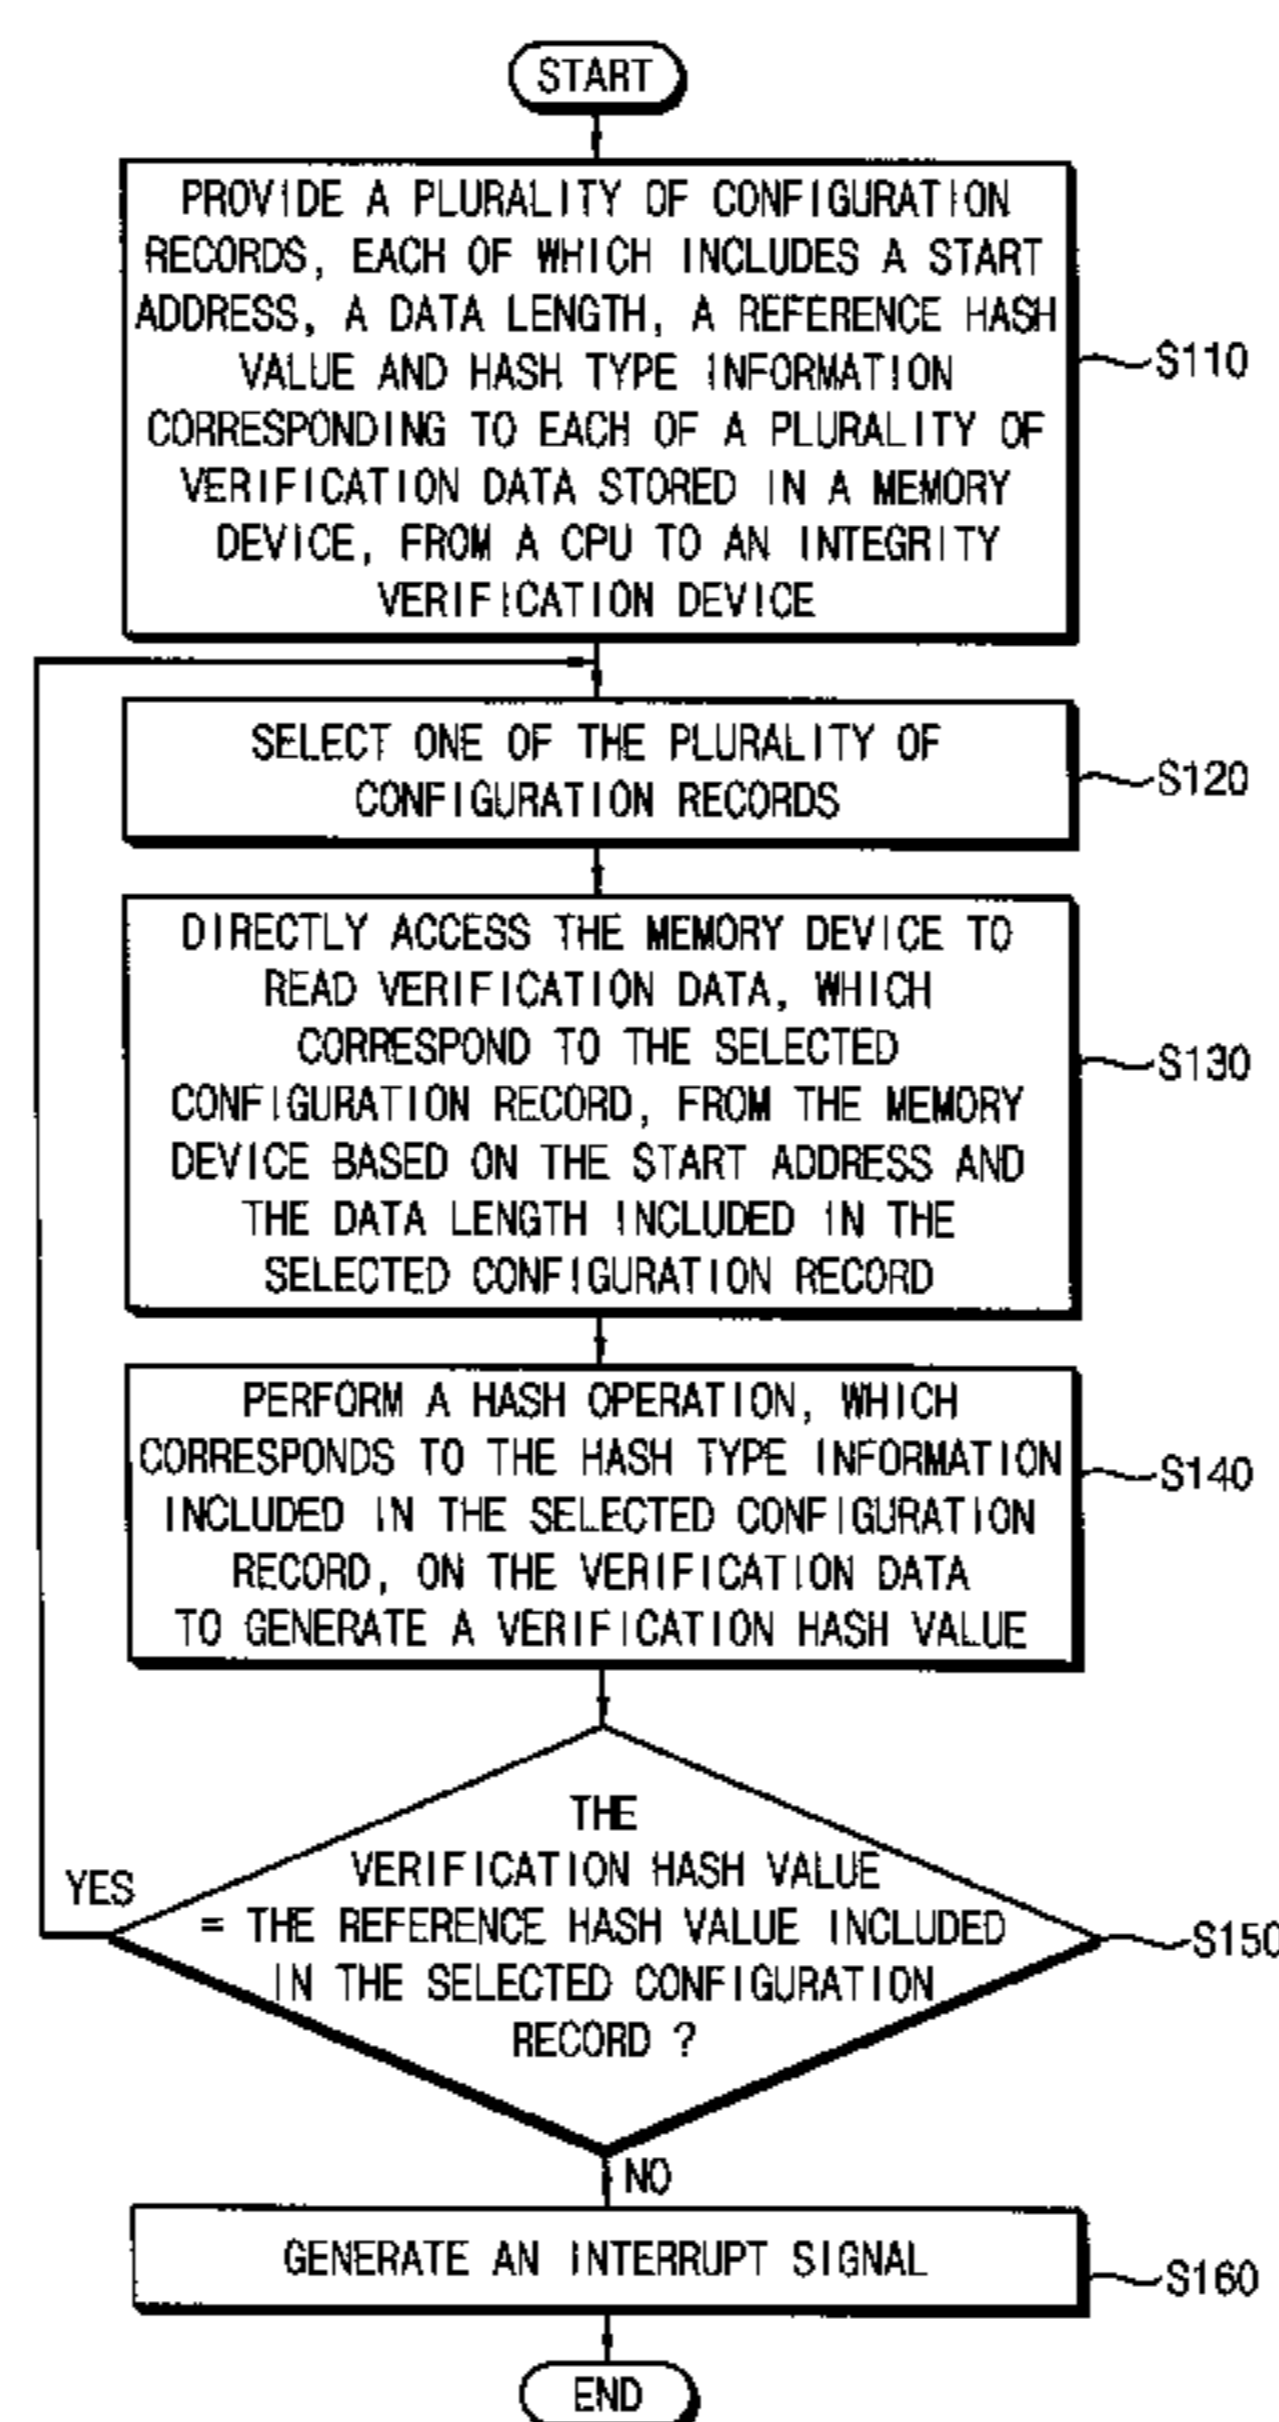 START
PROVIDE A PLURALITY OF CONFIGURATION
RECORDS, EACH OF WHICH INCLUDES A START
ADDRESS, A DATA LENGTH, A REFERENCE HASH
VALUE AND HASH TYPE INFORMATION
CORRESPONDING TO EACH OF A PLURALITY OF
VERIFICATION DATA STORED IN A MEMORY
DEVICE, FROM A CPU TO AN INTEGRITY
VERIFICATION DEVICE
S110
SELECT ONE OF THE PLURALITY OF
CONFIGURATION RECORDS
S120
DIRECTLY ACCESS THE MEMORY DEVICE TO
READ VERIFICATION DATA, WHICH
CORRESPOND TO THE SELECTED
CONFIGURATION RECORD, FROM THE MEMORY
DEVICE BASED ON THE START ADDRESS AND
THE DATA LENGTH INCLUDED IN THE
SELECTED CONFIGURATION RECORD
S130
PERFORM A HASH OPERATION, WHICH
CORRESPONDS TO THE HASH TYPE INFORMATION
INCLUDED IN THE SELECTED CONFIGURATION
RECORD, ON THE VERIFICATION DATA
TO GENERATE A VERIFICATION HASH VALUE
S140
THE
VERIFICATION HASH VALUE
= THE REFERENCE HASH VALUE INCLUDED
IN THE SELECTED CONFIGURATION
RECORD ?
S150
YES
NO
GENERATE AN INTERRUPT SIGNAL
S160
END